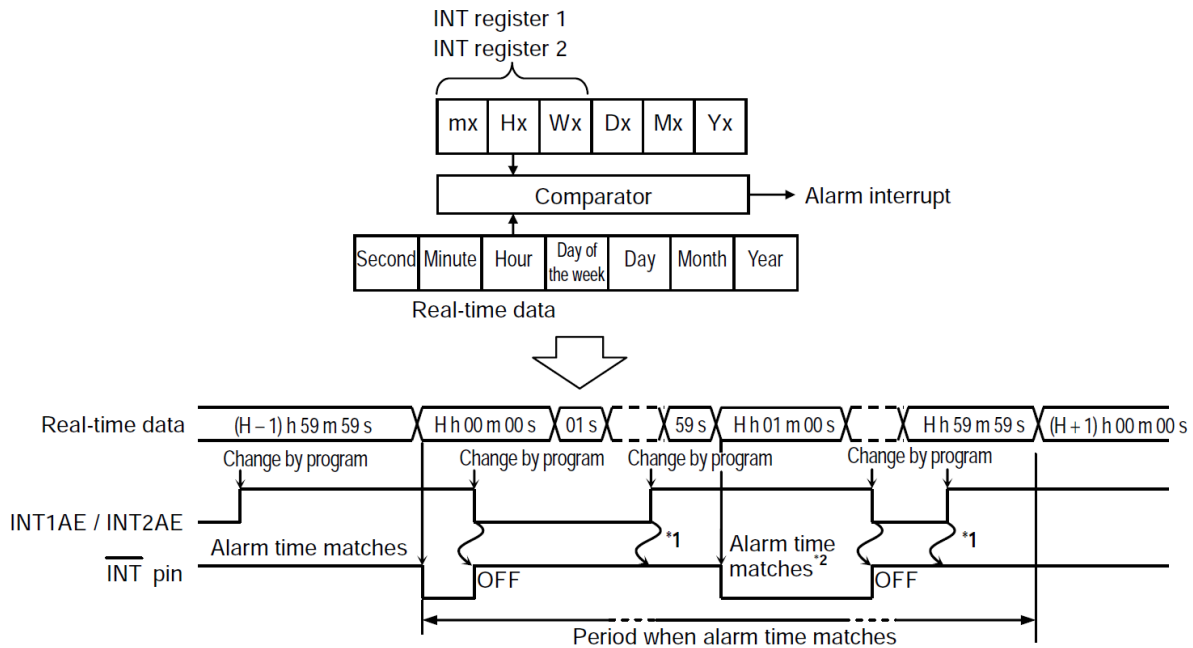 INT register 1
INT register 2
mx Hx Wx Dx Mx Yx
Comparator
Alarm interrupt
Second Minute Hour Day of the week Day Month Year
Real-time data
Real-time data (H – 1) h 59 m 59 s H h 00 m 00 s 01 s 59 s H h 01 m 00 s H h 59 m 59 s (H + 1) h 00 m 00 s
Change by program Change by program Change by program Change by program
INT1AE / INT2AE
*1 *1
Alarm time matches
Alarm time
matches*2
INT pin
OFF OFF
Period when alarm time matches